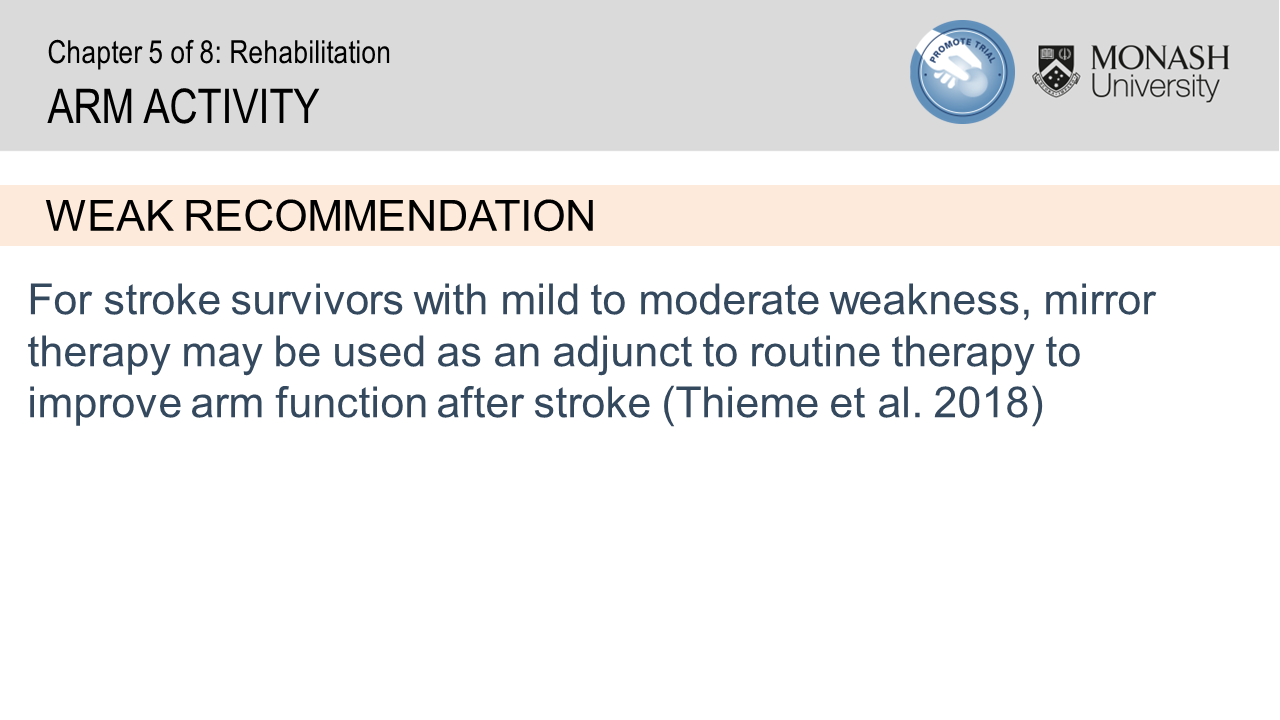 Chapter 5 of 8: Rehabilitation
ARM ACTIVITY
PROMOTE TRIAL
MONASH
University
WEAK RECOMMENDATION
For stroke survivors with mild to moderate weakness, mirror
therapy may be used as an adjunct to routine therapy to
improve arm function after stroke (Thieme et al. 2018)